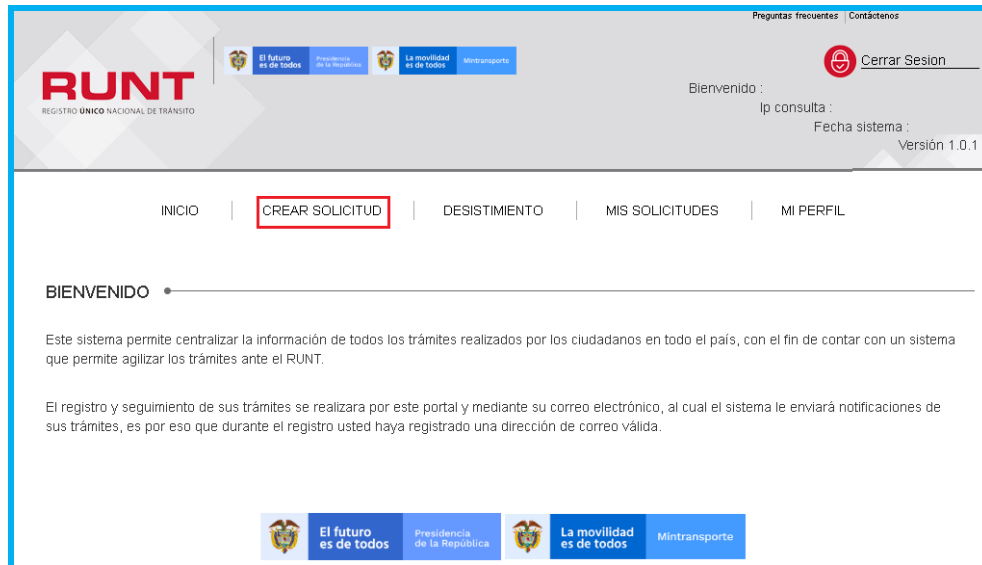 Preguntas frecuentes | Contáctenos
El futuro es de todos Presidencia de la República La movilidad es de todos Mintransporte
Cerrar Sesion
RUNT
REGISTRO ÚNICO NACIONAL DE TRÁNSITO
Bienvenido :
Ip consulta :
Fecha sistema :
Versión 1.0.1
INICIO | CREAR SOLICITUD | DESISTIMIENTO | MIS SOLICITUDES | MI PERFIL
BIENVENIDO
Este sistema permite centralizar la información de todos los trámites realizados por los ciudadanos en todo el país, con el fin de contar con un sistema
que permite agilizar los trámites ante el RUNT.
El registro y seguimiento de sus trámites se realizara por este portal y mediante su correo electrónico, al cual el sistema le enviará notificaciones de
sus trámites, es por eso que durante el registro usted haya registrado una dirección de correo válida.
El futuro Presidencia La movilidad Mintransporte
es de todos de la República es de todos